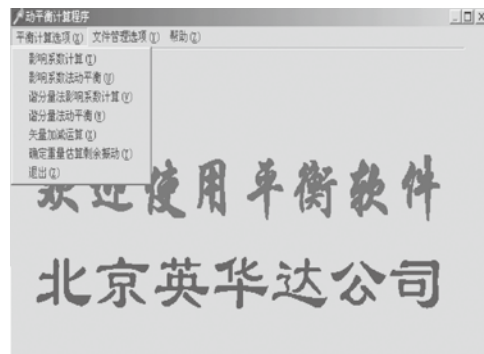 动平衡计算程序
平衡计算选项(X) 文件管理选项(Y) 帮助(Z)
影响系数计算(T)
影响系数法动平衡(U)
谐分量法影响系数计算(V)
谐分量法动平衡(W)
矢量加减运算(X)
确定重量估算剩余振动(Y)
退出(Z)
欢迎使用平衡软件
北京英华达公司